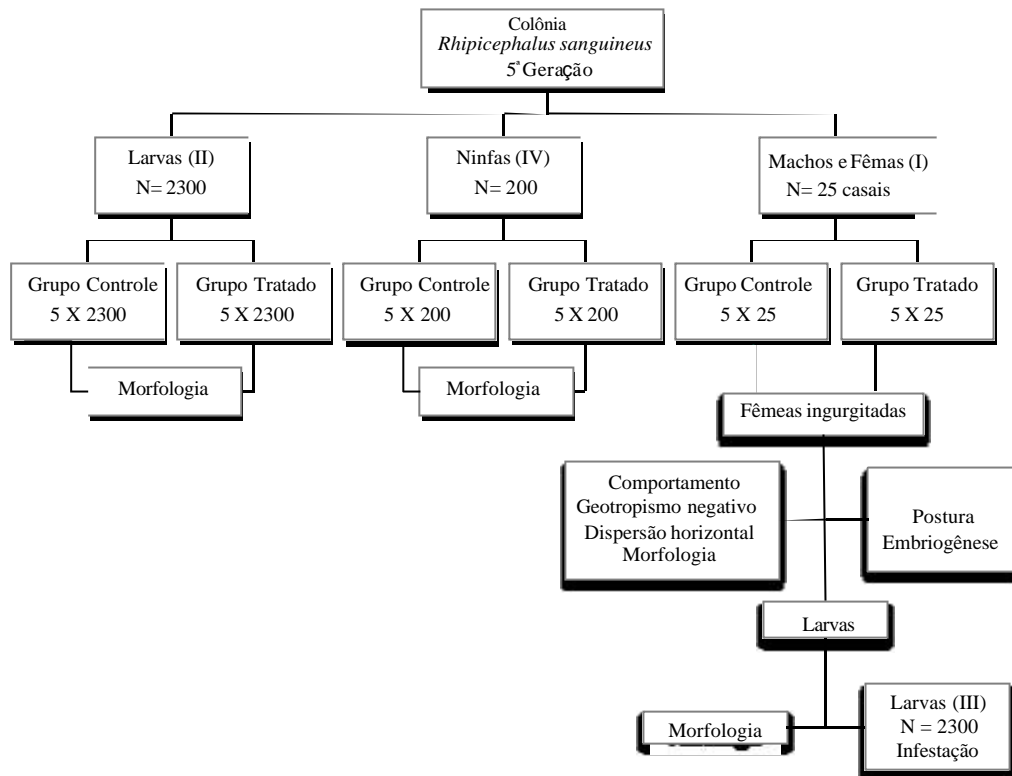 Colônia
Rhipicephalus sanguineus
5ª Geração
Larvas (II)
N= 2300
Ninfas (IV)
N= 200
Machos e Fêmas (I)
N= 25 casais
Grupo Controle
5 X 2300
Grupo Tratado
5 X 2300
Grupo Controle
5 X 200
Grupo Tratado
5 X 200
Grupo Controle
5 X 25
Grupo Tratado
5 X 25
Morfologia
Morfologia
Fêmeas ingurgitadas
Comportamento
Geotropismo negativo
Dispersão horizontal
Morfologia
Postura
Embriogênese
Larvas
Morfologia
Larvas (III)
N = 2300
Infestação